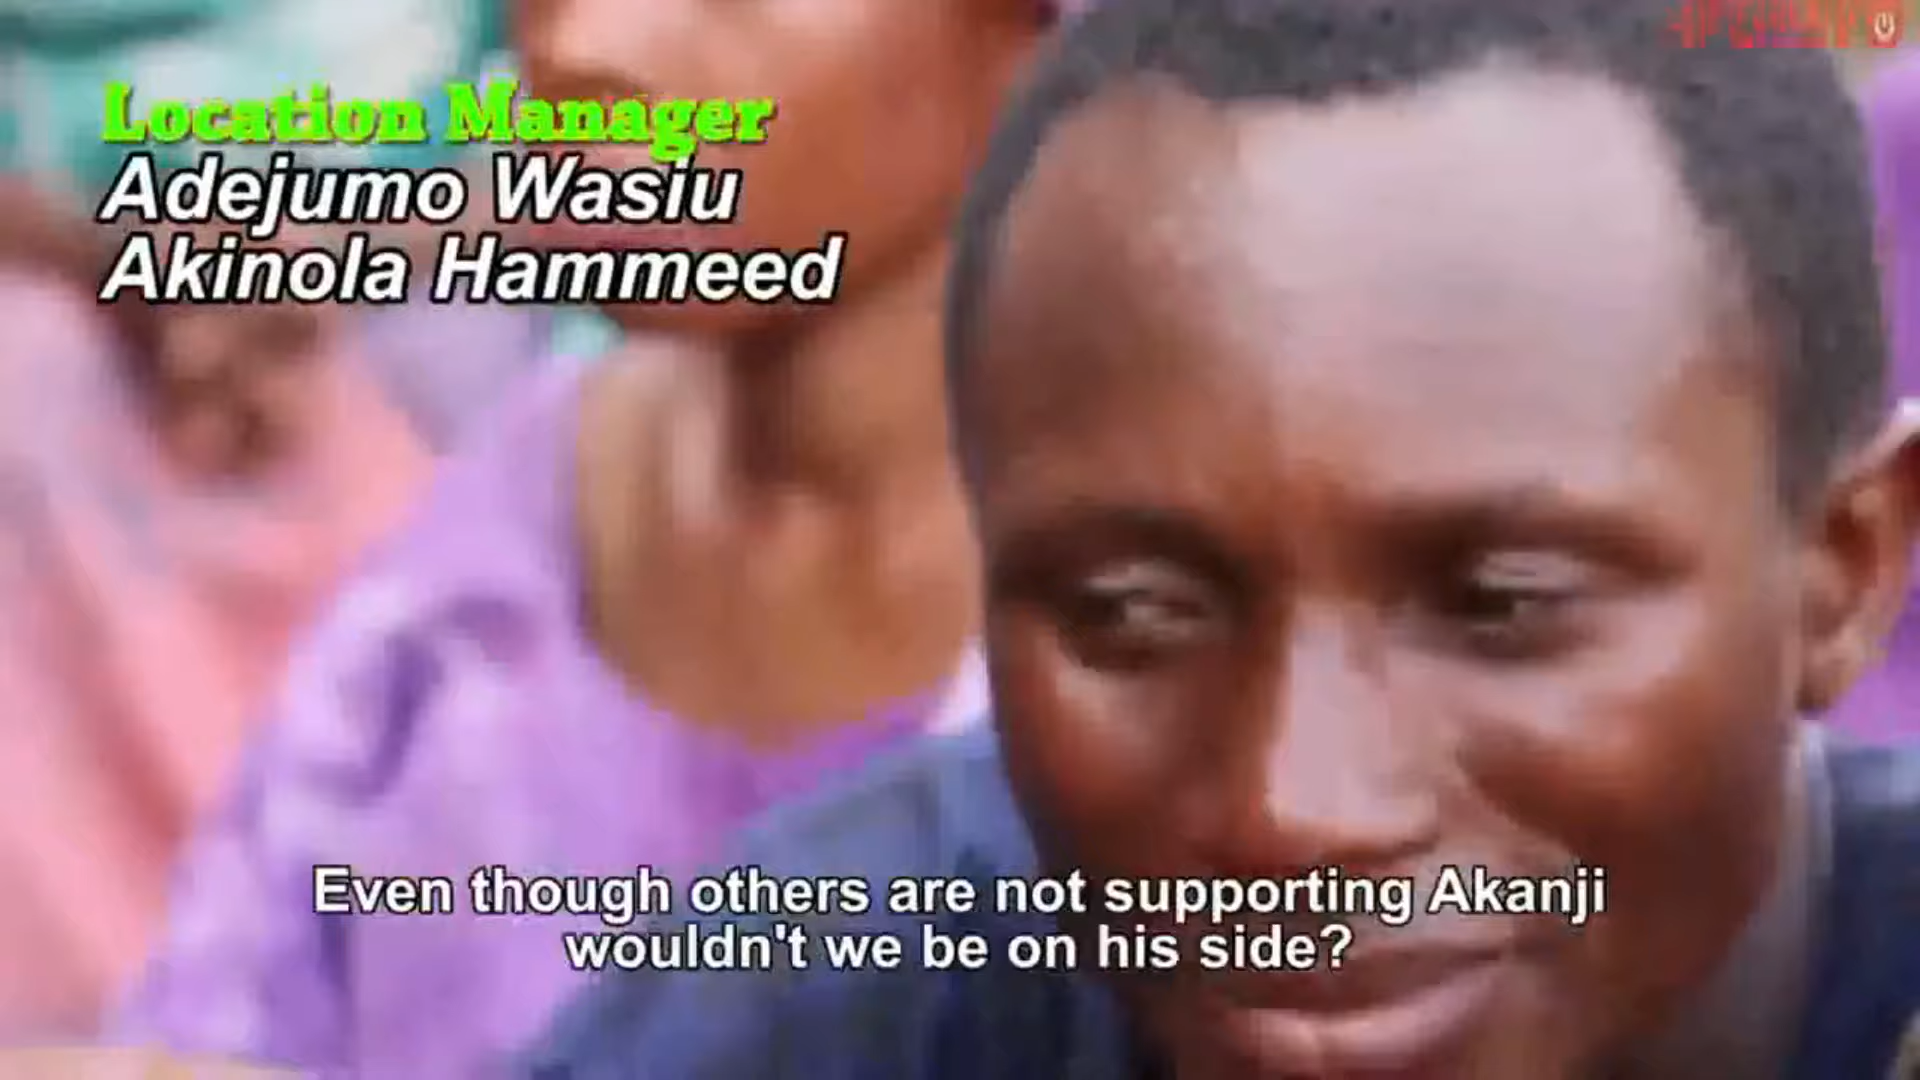 Location Manager
Adejumo Wasiu
Akinola Hammeed
Even though others are not supporting Akanji
wouldn't we be on his side?